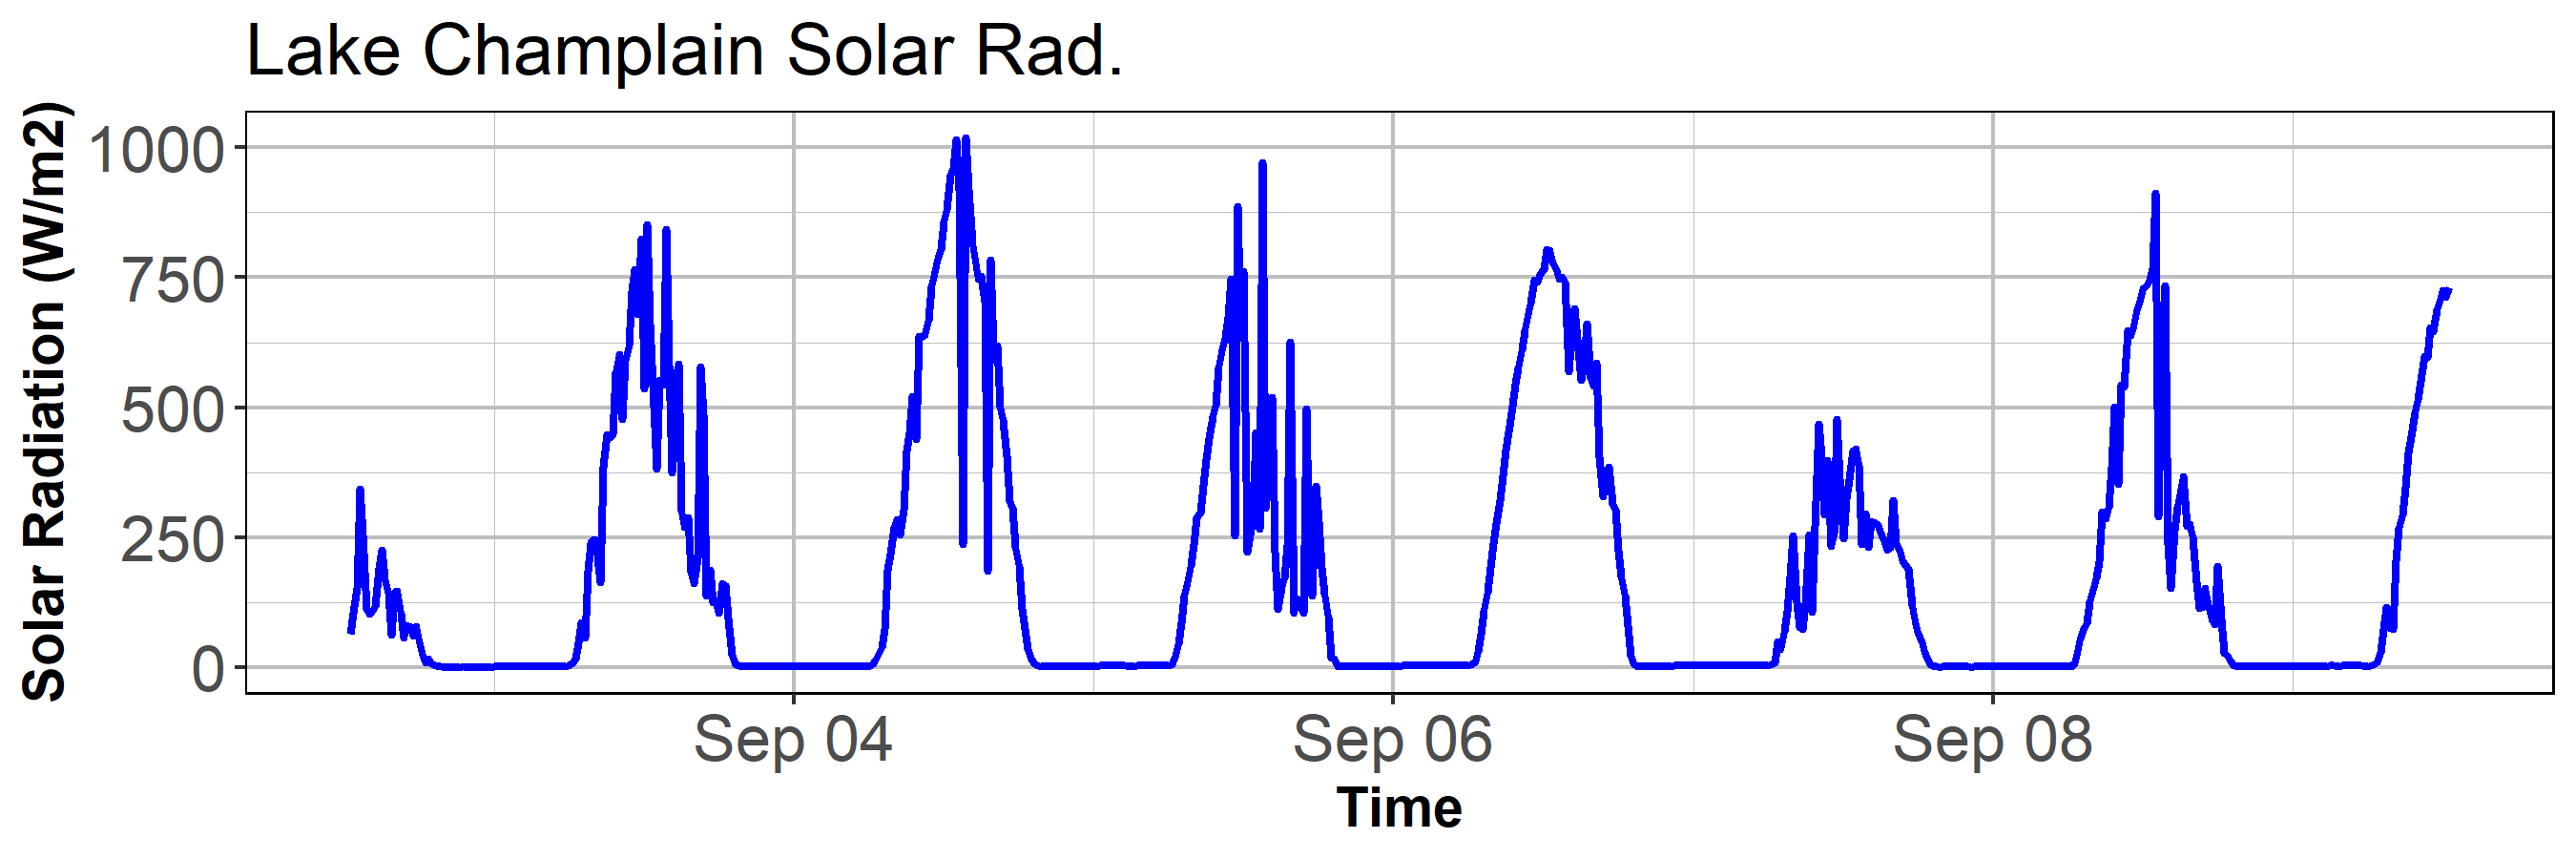 Lake Champlain Solar Rad.
Solar Radiation (W/m2)
1000
750
500
250
0
Sep 04
Sep 06
Sep 08
Time